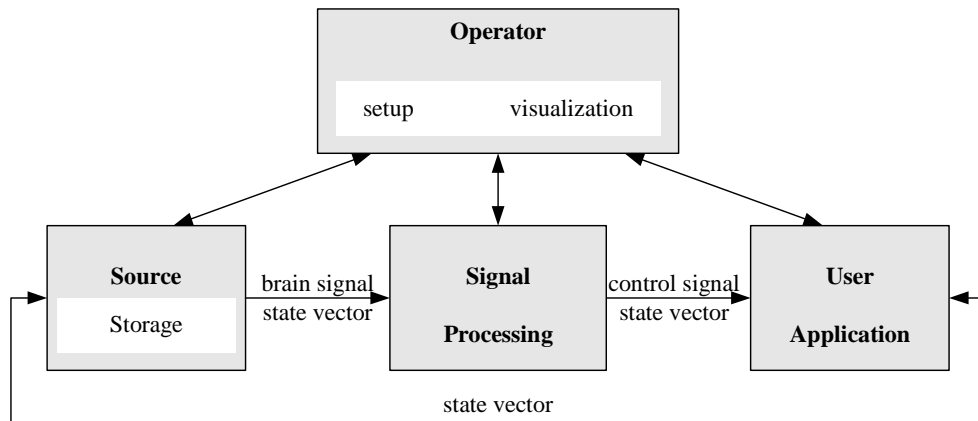 Operator
setup visualization
Source
Storage
brain signal
state vector
Signal
Processing
control signal
state vector
User
Application
state vector